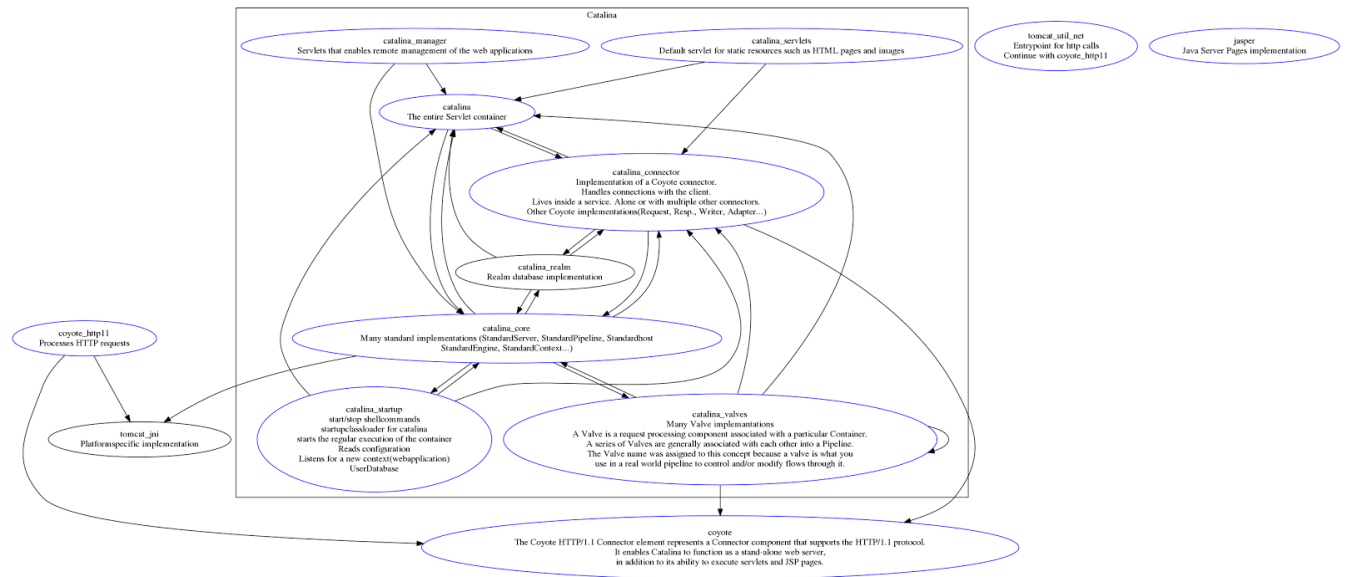 Catalina
catalina_manager
Servlets that enables remote management of the web applications
catalina_servlets
Default servlet for static resources such as HTML pages and images
tomcat_util_net
Entrypoint for http calls
Continue with coyote_http11
jasper
Java Server Pages implementation
catalina
The entire Servlet container
catalina_connector
Implementation of a Coyote connector.
Handles connections with the client.
Lives inside a service. Alone or with multiple other connectors.
Other Coyote implementations(Request, Resp., Writer, Adapter...)
catalina_realm
Realm database implementation
catalina_core
Many standard implementations (StandardServer, StandardPipeline, Standardhost
StandardEngine, StandardContext...)
coyote_http11
Processes HTTP requests
tomcat_jni
Platformspecific implementation
catalina_startup
start/stop shellcommands
startupclassloader for catalina
starts the regular execution of the container
Reads configuration
Listens for a new context(webapplication)
UserDatabase
catalina_valves
Many Valve implemantations
A Valve is a request processing component associated with a particular Container.
A series of Valves are generally associated with each other into a Pipeline.
The Valve name was assigned to this concept because a valve is what you
use in a real world pipeline to control and/or modify flows through it.
coyote
The Coyote HTTP/1.1 Connector element represents a Connector component that supports the HTTP/1.1 protocol.
It enables Catalina to function as a stand-alone web server,
in addition to its ability to execute servlets and JSP pages.